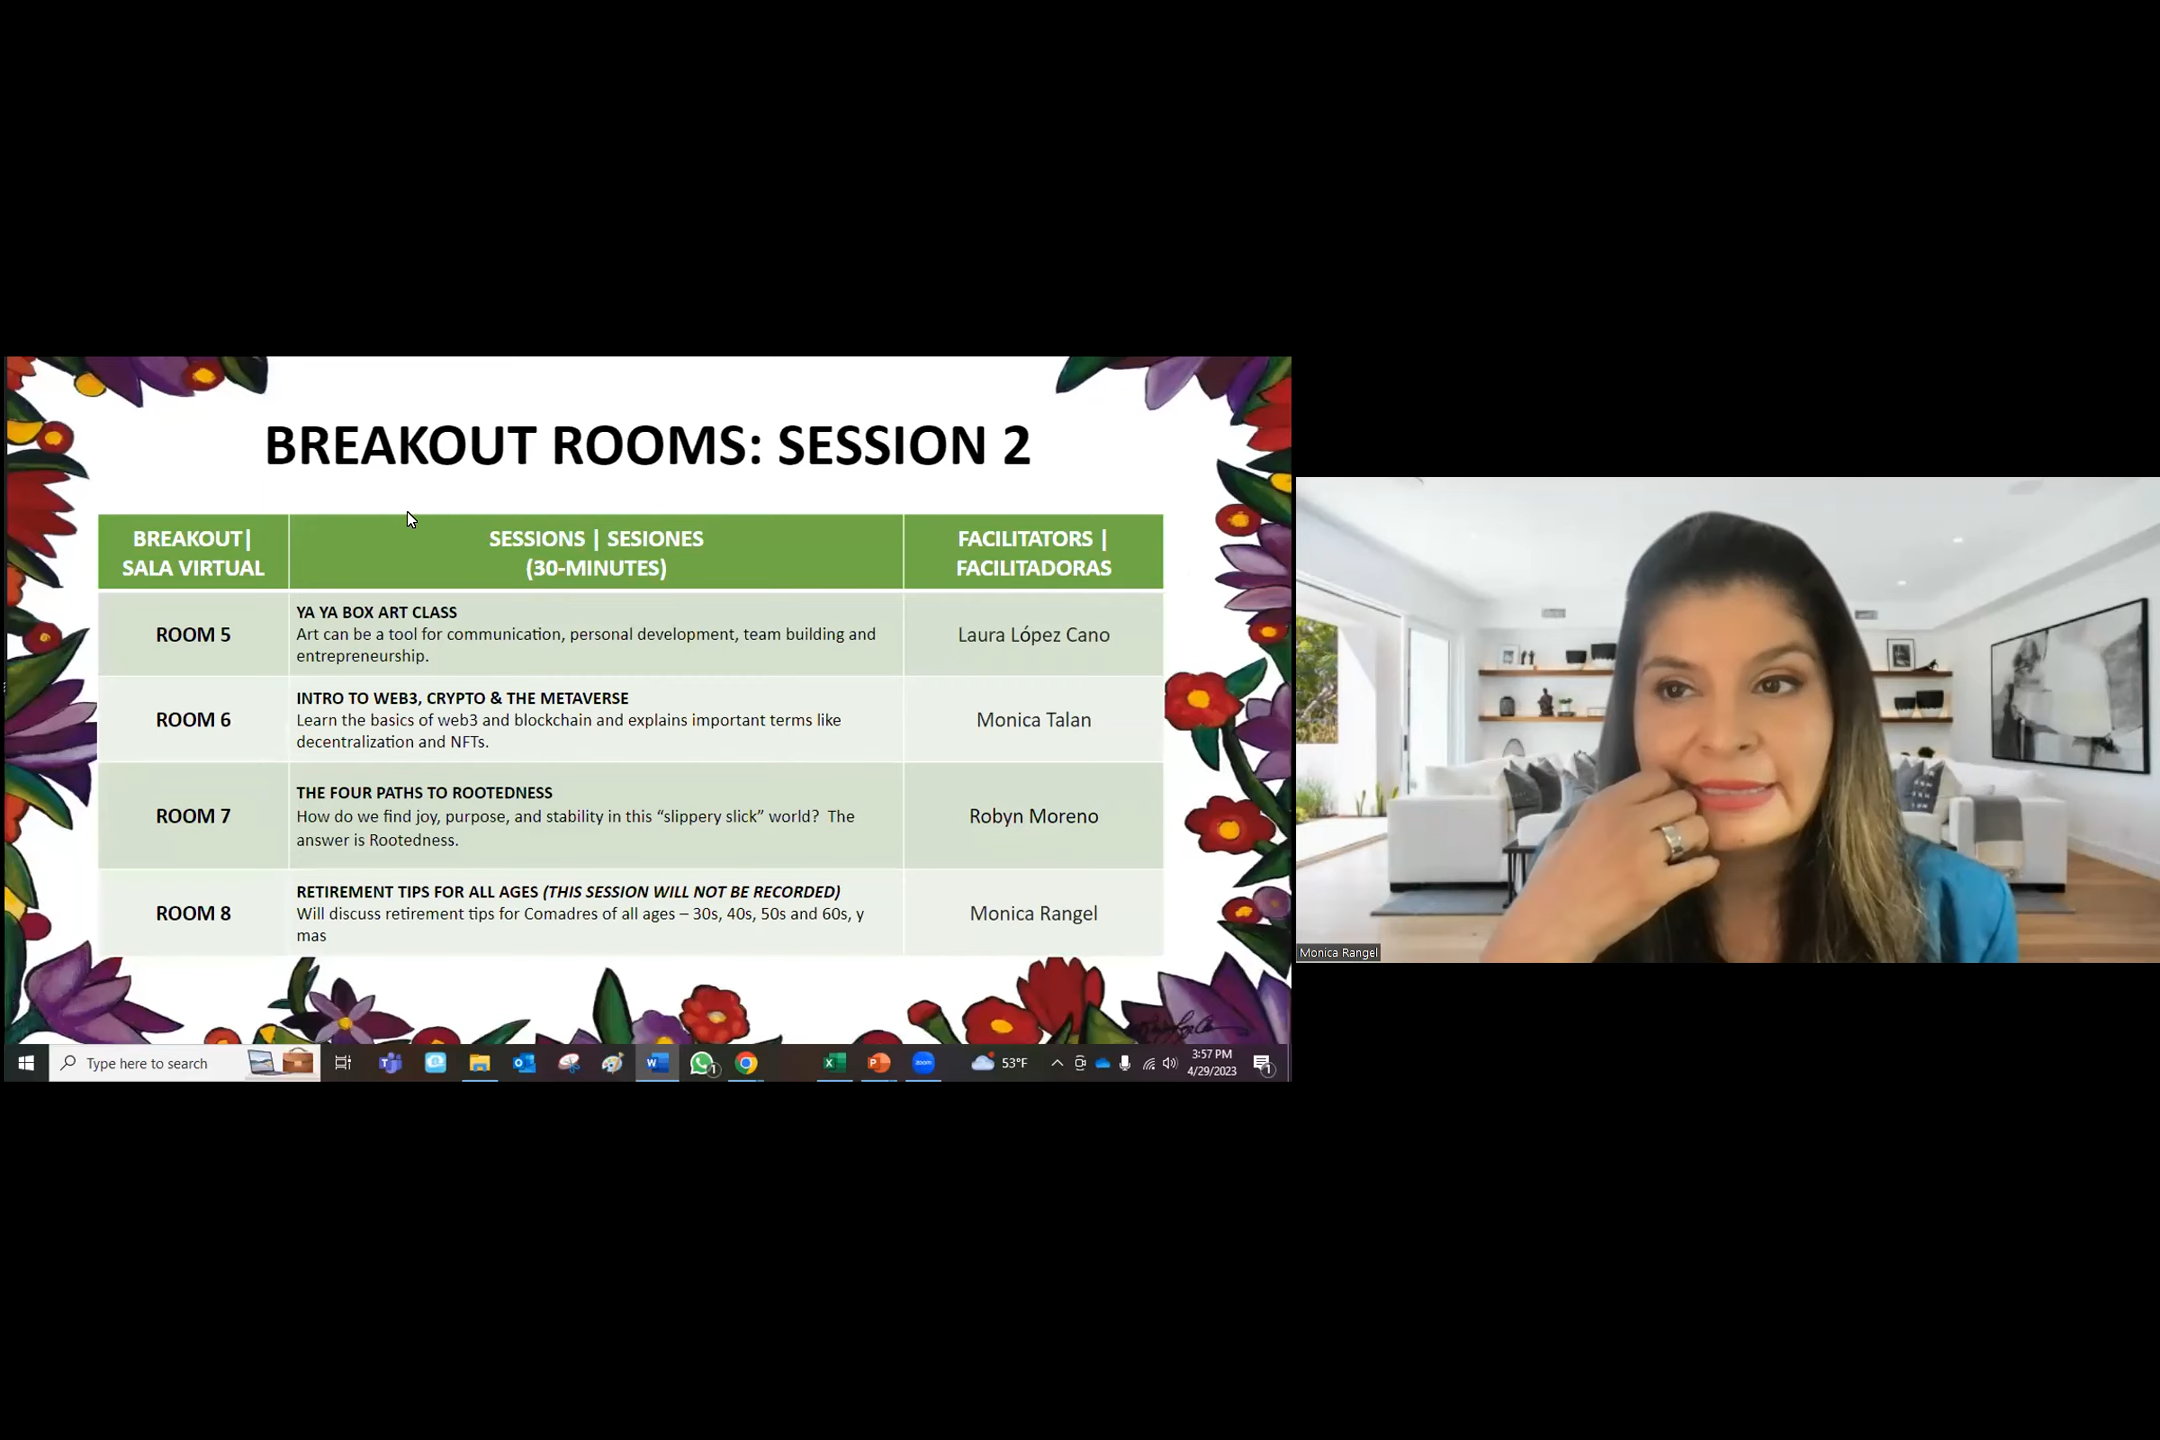 BREAKOUT ROOMS: SESSION 2
BREAKOUT|
SALA VIRTUAL
SESSIONS | SESIONES
(30-MINUTES)
FACILITATORS |
FACILITADORAS
ROOM 5
YA YA BOX ART CLASS
Art can be a tool for communication, personal development, team building and
entrepreneurship.
Laura López Cano
ROOM 6
INTRO TO WEB3, CRYPTO & THE METAVERSE
Learn the basics of web3 and blockchain and explains important terms like
decentralization and NFTs.
Monica Talan
ROOM 7
THE FOUR PATHS TO ROOTEDNESS
How do we find joy, purpose, and stability in this “slippery slick” world?  The
answer is Rootedness.
Robyn Moreno
ROOM 8
RETIREMENT TIPS FOR ALL AGES (THIS SESSION WILL NOT BE RECORDED)
Will discuss retirement tips for Comadres of all ages – 30s, 40s, 50s and 60s, y
mas
Monica Rangel
Monica Rangel
Type here to search
53°F
3:57 PM
4/29/2023